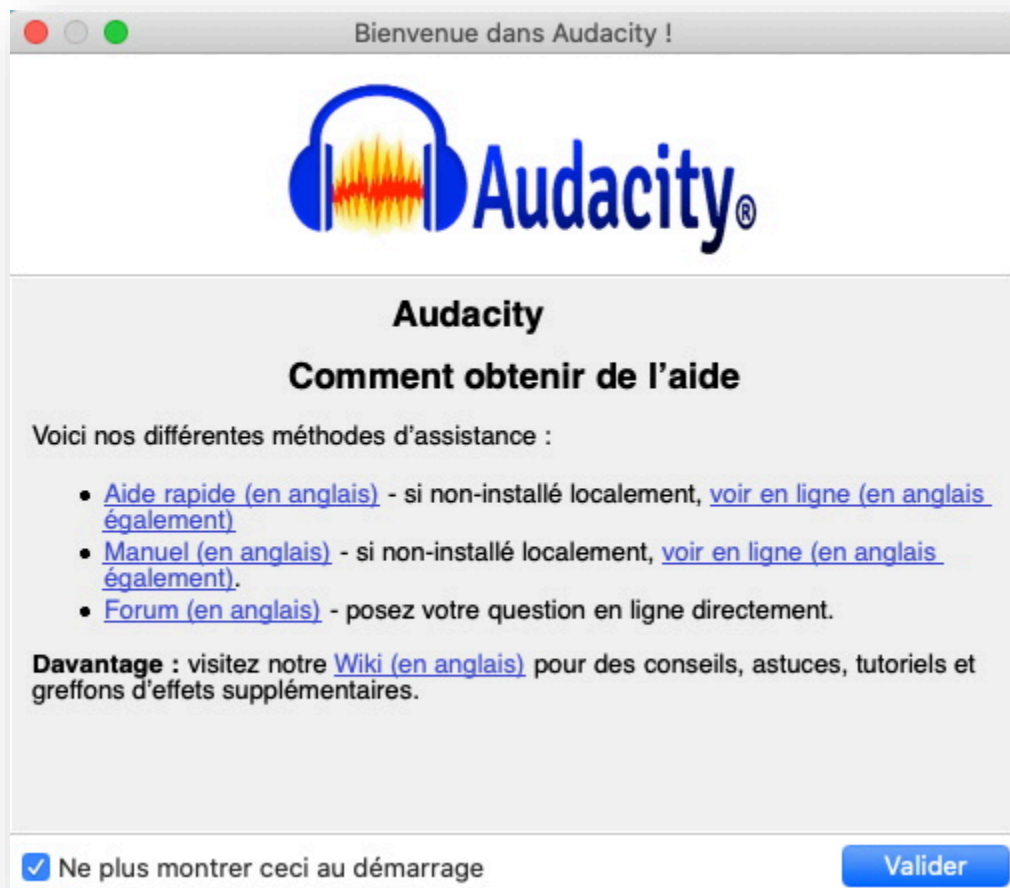 Bienvenue dans Audacity !
Audacity®
Audacity
Comment obtenir de l'aide
Voici nos différentes méthodes d'assistance :
• Aide rapide (en anglais) - si non-installé localement, voir en ligne (en anglais
également)
• Manuel (en anglais) - si non-installé localement, voir en ligne (en anglais
également).
• Forum (en anglais) - posez votre question en ligne directement.
Davantage : visitez notre Wiki (en anglais) pour des conseils, astuces, tutoriels et
greffons d'effets supplémentaires.
Ne plus montrer ceci au démarrage
Valider